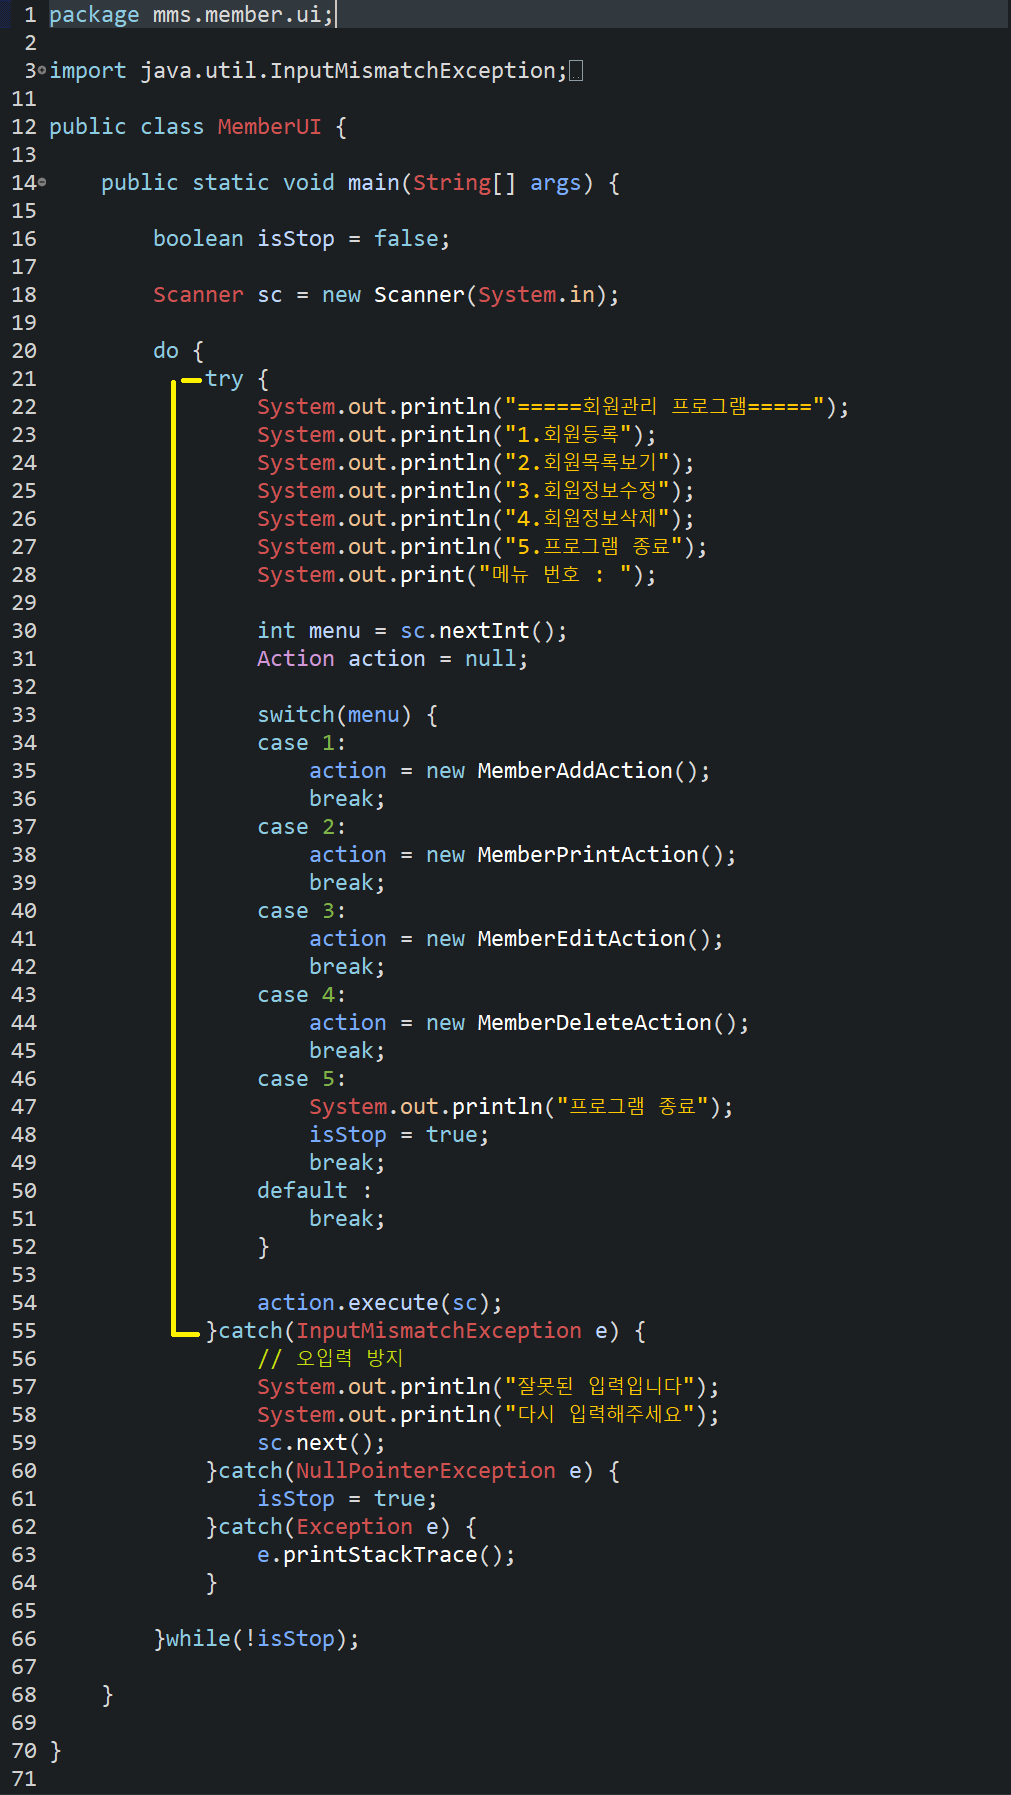 1 package mms.member.ui;
2
3 import java.util.InputMismatchException;
11
12 public class MemberUI {
13
14     public static void main(String[] args) {
15
16         boolean isStop = false;
17
18         Scanner sc = new Scanner(System.in);
19
20         do {
21             try {
22                 System.out.println("=====회원관리 프로그램=====");
23                 System.out.println("1.회원등록");
24                 System.out.println("2.회원목록보기");
25                 System.out.println("3.회원정보수정");
26                 System.out.println("4.회원정보삭제");
27                 System.out.println("5.프로그램 종료");
28                 System.out.print("메뉴 번호 : ");
29
30                 int menu = sc.nextInt();
31                 Action action = null;
32
33                 switch(menu) {
34                 case 1:
35                     action = new MemberAddAction();
36                     break;
37                 case 2:
38                     action = new MemberPrintAction();
39                     break;
40                 case 3:
41                     action = new MemberEditAction();
42                     break;
43                 case 4:
44                     action = new MemberDeleteAction();
45                     break;
46                 case 5:
47                     System.out.println("프로그램 종료");
48                     isStop = true;
49                     break;
50                 default :
51                     break;
52                 }
53
54                 action.execute(sc);
55             }catch(InputMismatchException e) {
56                 // 오입력 방지
57                 System.out.println("잘못된 입력입니다");
58                 System.out.println("다시 입력해주세요");
59                 sc.next();
60             }catch(NullPointerException e) {
61                 isStop = true;
62             }catch(Exception e) {
63                 e.printStackTrace();
64             }
65
66         }while(!isStop);
67
68     }
69
70 }
71